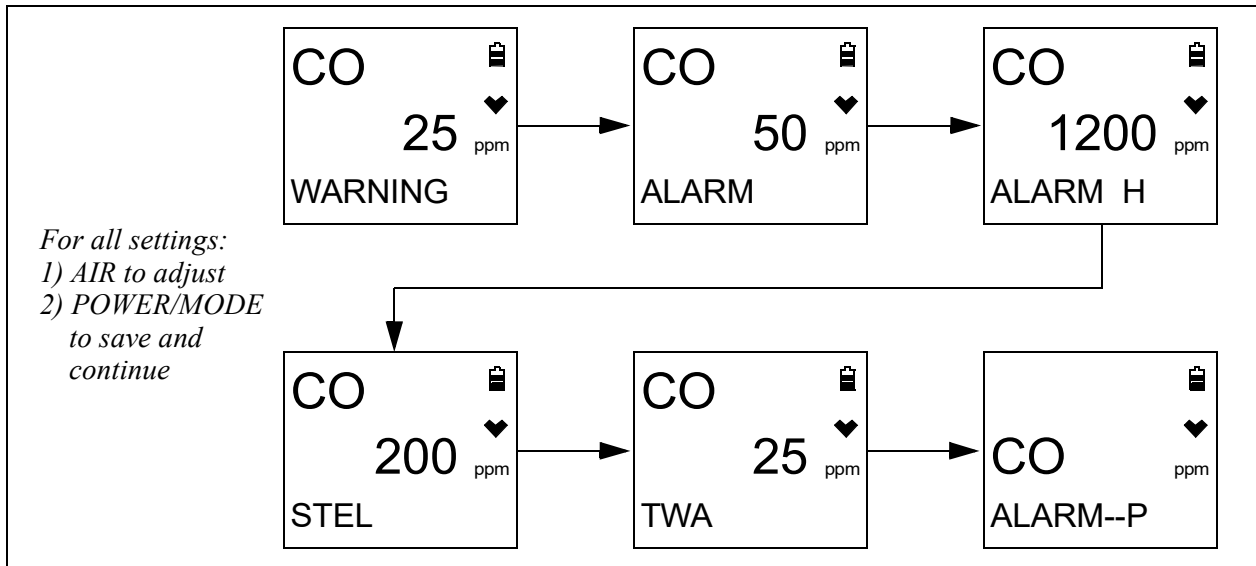 CO
25 ppm
WARNING
CO
50 ppm
ALARM
CO
1200 ppm
ALARM H
For all settings:
1) AIR to adjust
2) POWER/MODE
to save and
continue
CO
200 ppm
STEL
CO
25 ppm
TWA
CO ppm
ALARM--P